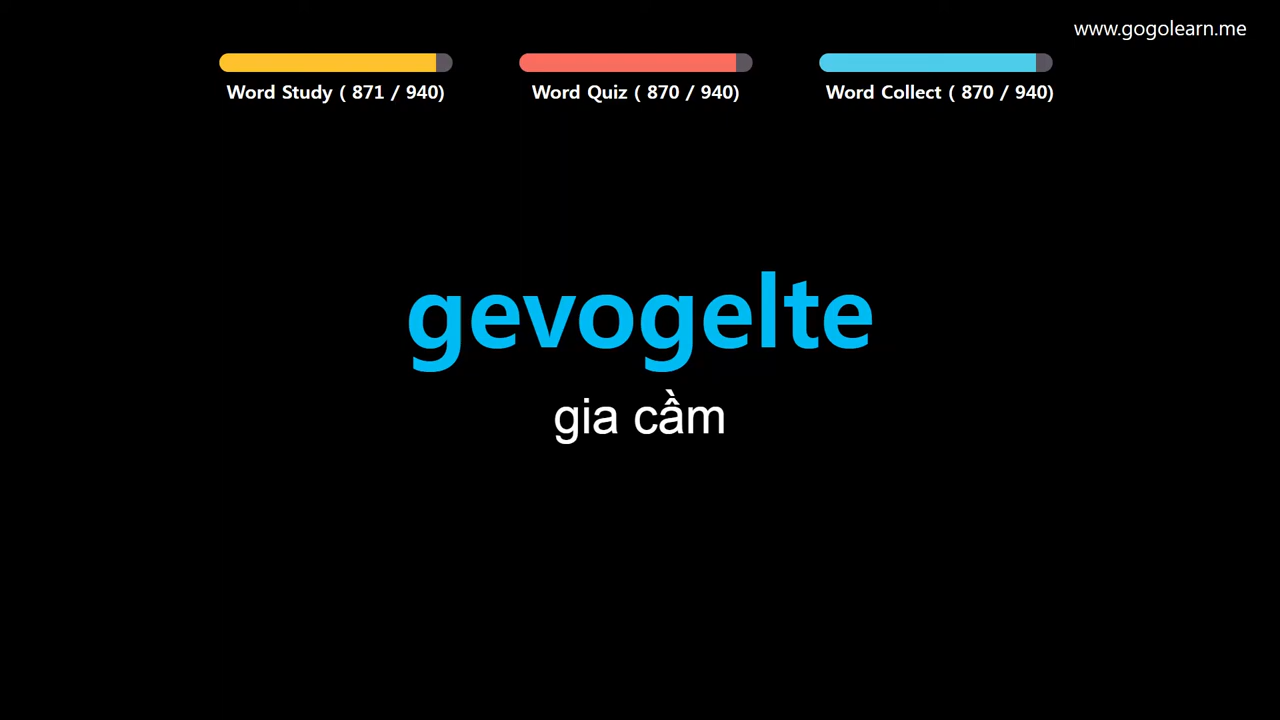 www.gogolearn.me
Word Study ( 871 / 940)
Word Quiz ( 870 / 940)
Word Collect ( 870 / 940)
gevogelte
gia cầm